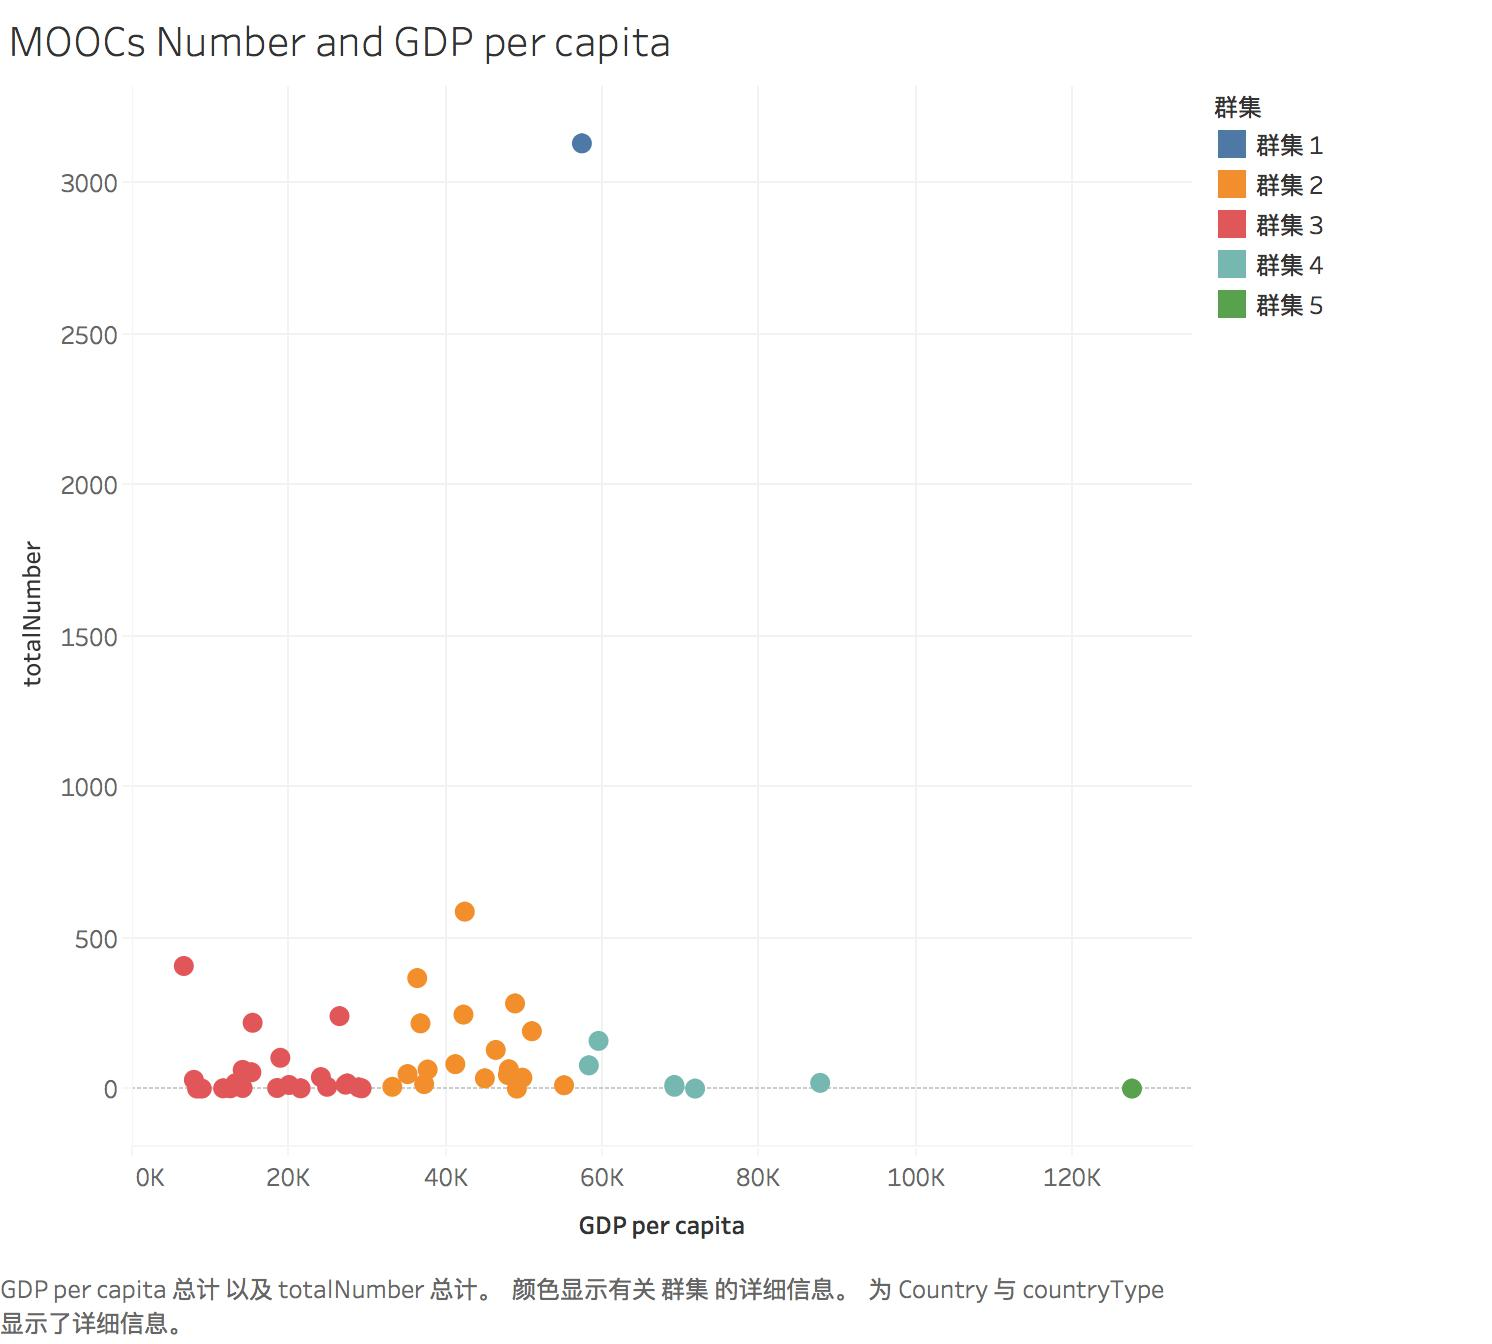 MOOCs Number and GDP per capita
群集
群集 1
群集 2
群集 3
群集 4
群集 5
3000
2500
2000
1500
1000
500
0
totalNumber
0K 20K 40K 60K 80K 100K 120K
GDP per capita
GDP per capita 总计 以及 totalNumber 总计。 颜色显示有关 群集 的详细信息。 为 Country 与 countryType
显示了详细信息。